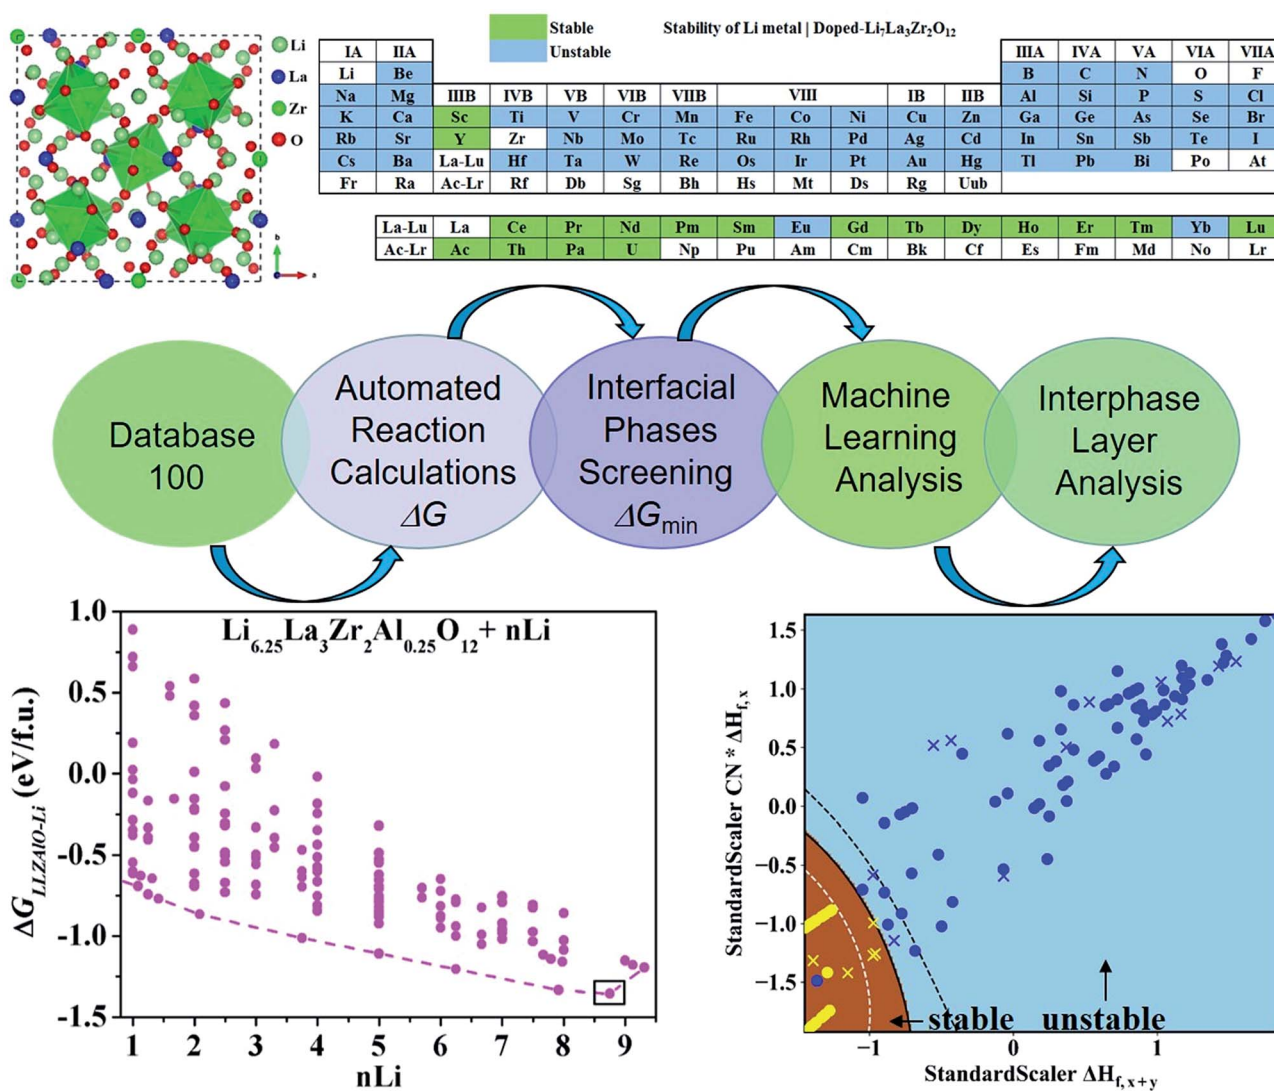 Stable
Unstable
Stability of Li metal | Doped-Li₇La₃Zr₂O₁₂
Li
La
Zr
O
b
a
IA IIA IIIA IVA VA VIA VIIA
Li Be B C N O F
Na Mg IIIB IVB VB VIB VIIB VIII IB IIB Al Si P S Cl
K Ca Sc Ti V Cr Mn Fe Co Ni Cu Zn Ga Ge As Se Br
Rb Sr Y Zr Nb Mo Tc Ru Rh Pd Ag Cd In Sn Sb Te I
Cs Ba La-Lu Hf Ta W Re Os Ir Pt Au Hg Tl Pb Bi Po At
Fr Ra Ac-Lr Rf Db Sg Bh Hs Mt Ds Rg Uub
La-Lu La Ce Pr Nd Pm Sm Eu Gd Tb Dy Ho Er Tm Yb Lu
Ac-Lr Ac Th Pa U Np Pu Am Cm Bk Cf Es Fm Md No Lr
Database
100
Automated
Reaction
Calculations
ΔG
Interfacial
Phases
Screening
ΔGmin
Machine
Learning
Analysis
Interphase
Layer
Analysis
Li6.25La3Zr2Al0.25O12+ nLi
ΔG_LLZAlO-Li (eV/f.u.)
1.0
0.5
0.0
-0.5
-1.0
-1.5
1 2 3 4 5 6 7 8 9
nLi
StandardScaler CN * ΔHf,x
1.5
1.0
0.5
0.0
−0.5
−1.0
−1.5
stable unstable
−1 0 1
StandardScaler ΔHf,x+y